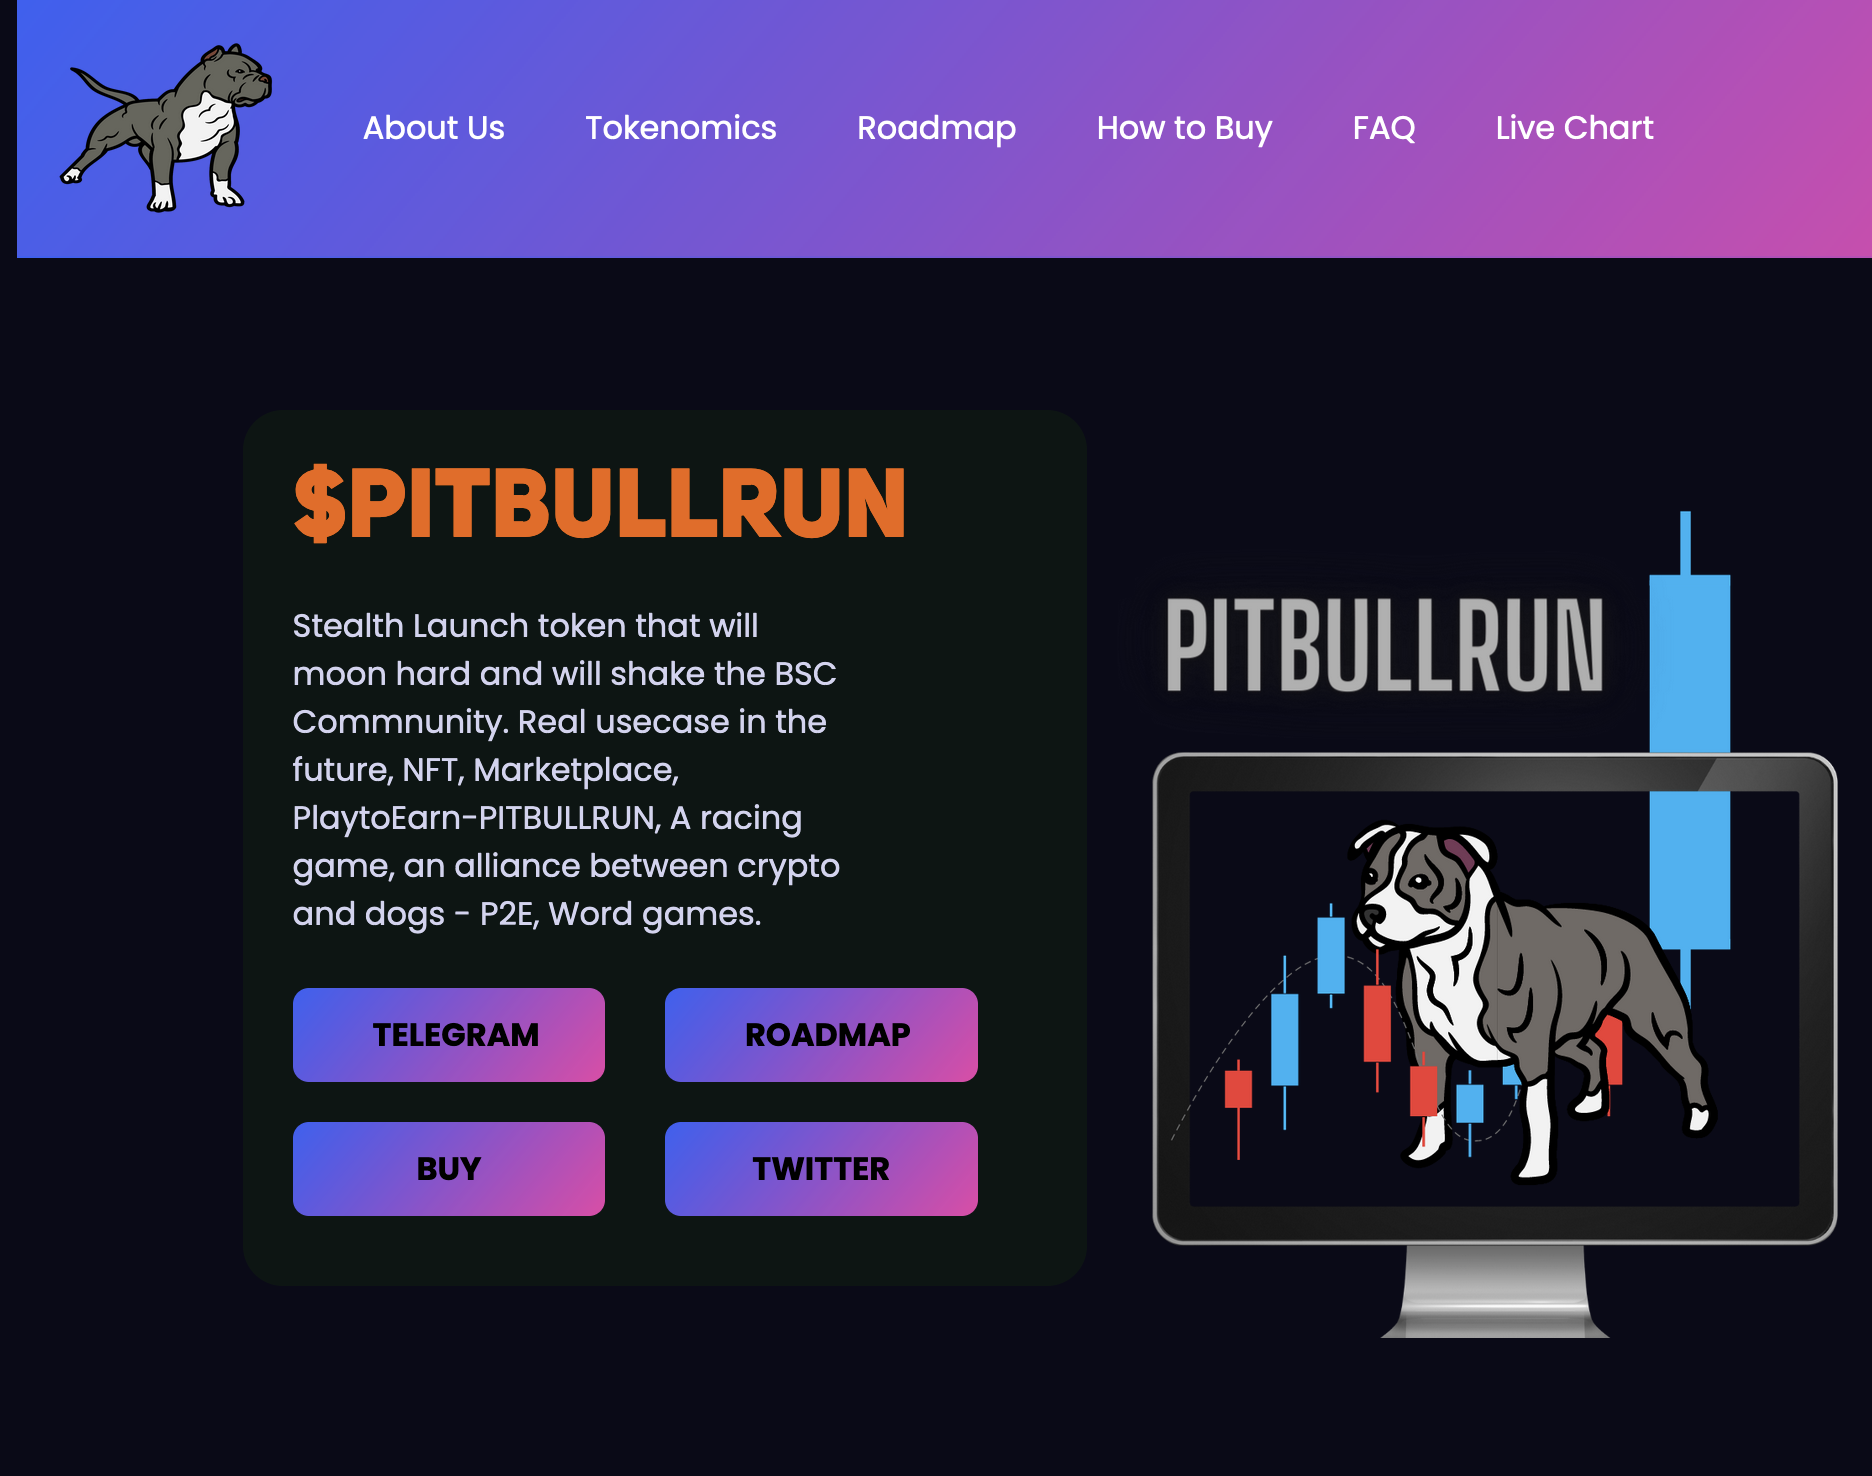 About Us Tokenomics Roadmap How to Buy FAQ Live Chart
$PITBULLRUN
Stealth Launch token that will
moon hard and will shake the BSC
Commnunity. Real usecase in the
future, NFT, Marketplace,
PlaytoEarn-PITBULLRUN, A racing
game, an alliance between crypto
and dogs - P2E, Word games.
TELEGRAM ROADMAP
BUY TWITTER
PITBULLRUN